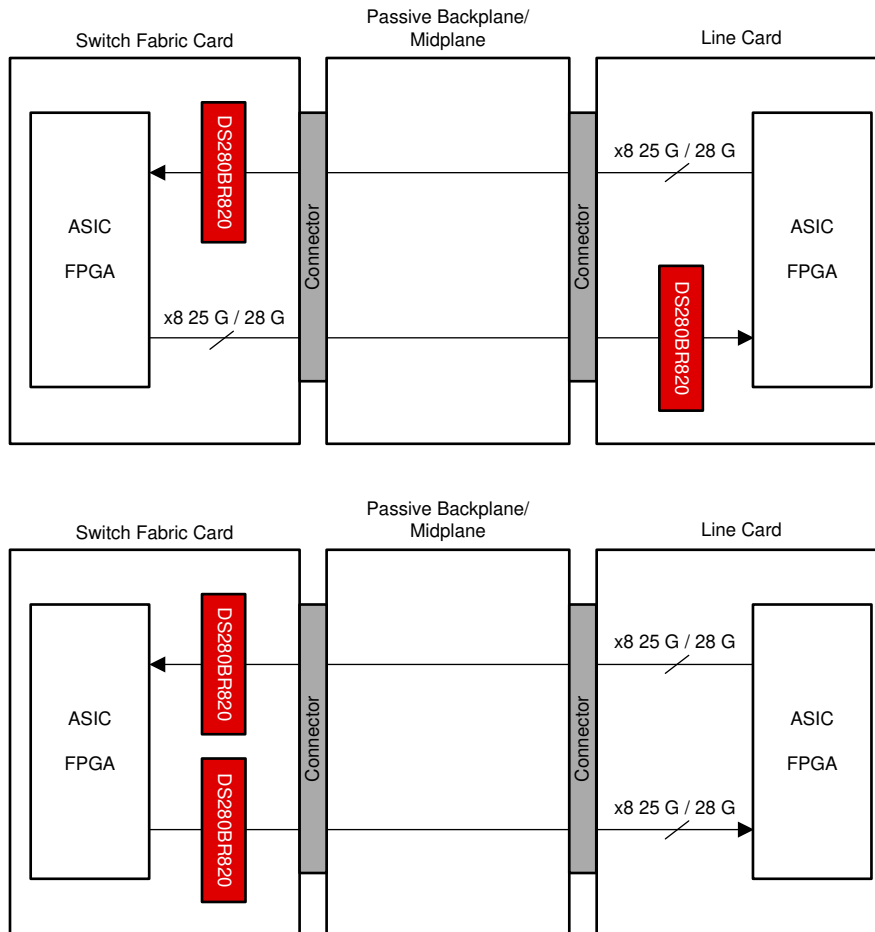 Passive Backplane/
Midplane
Switch Fabric Card
Line Card
DS280BR820
x8 25 G / 28 G
ASIC
FPGA
Connector
Connector
ASIC
FPGA
x8 25 G / 28 G
DS280BR820
Passive Backplane/
Midplane
Switch Fabric Card
Line Card
DS280BR820
x8 25 G / 28 G
ASIC
FPGA
Connector
Connector
ASIC
FPGA
DS280BR820
x8 25 G / 28 G